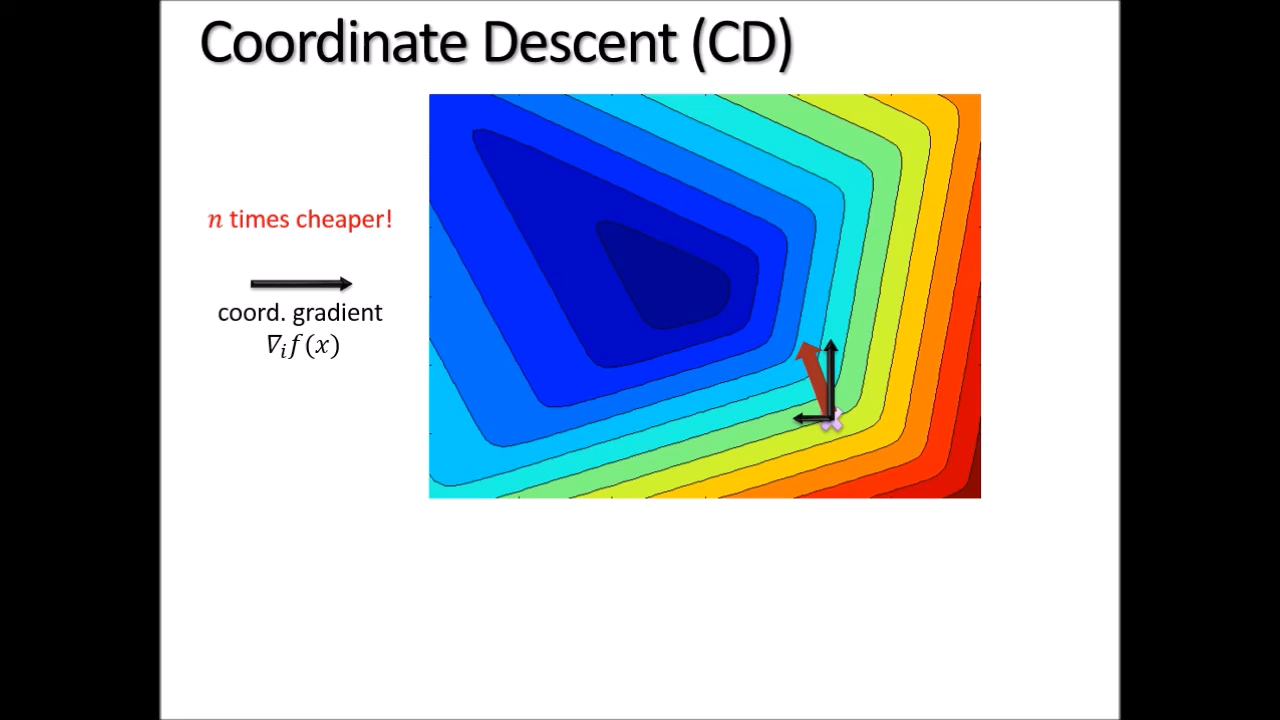 Coordinate Descent (CD)
n times cheaper!
coord. gradient
∇ᵢf(x)